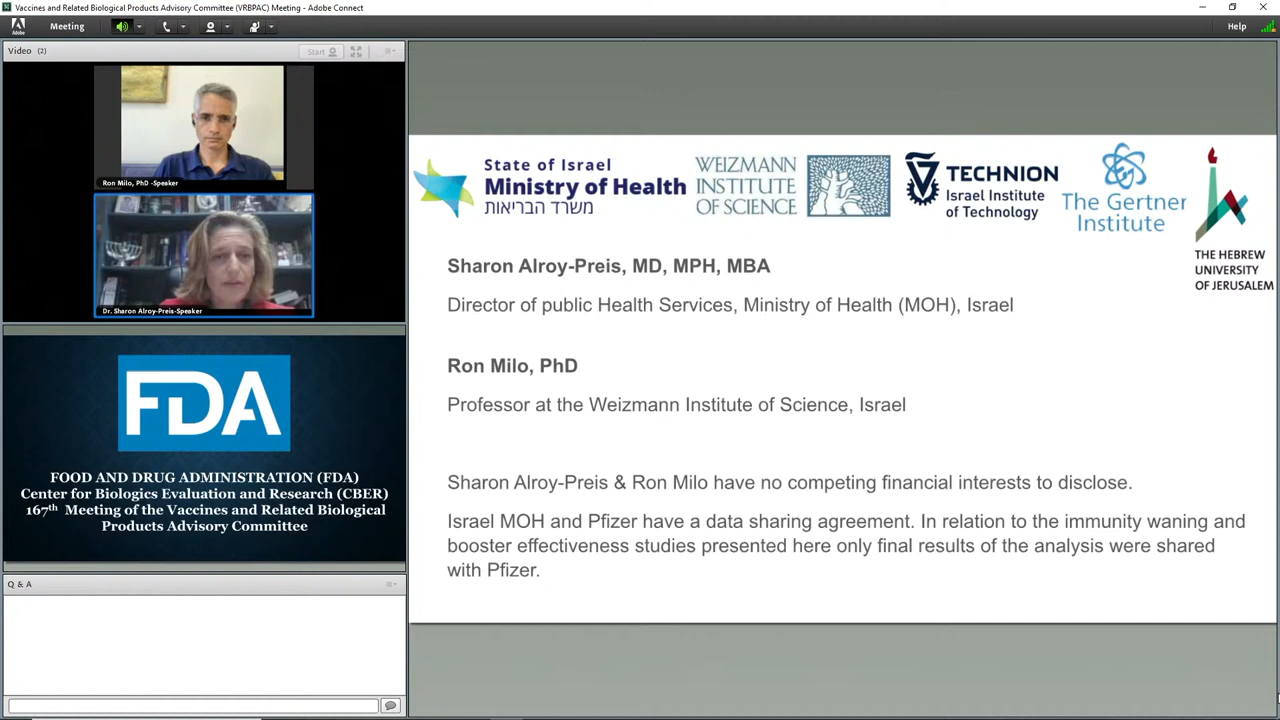 Vaccines and Related Biological Products Advisory Committee (VRBPAC) Meeting - Adobe Connect
Adobe
Meeting
Help
Video (2)
Start
Ron Milo, PhD -Speaker
Dr. Sharon Alroy-Preis-Speaker
FDA
FOOD AND DRUG ADMINISTRATION (FDA)
Center for Biologics Evaluation and Research (CBER)
167th Meeting of the Vaccines and Related Biological
Products Advisory Committee
Q & A
State of Israel
Ministry of Health
משרד הבריאות
WEIZMANN
INSTITUTE
OF SCIENCE
TECHNION
Israel Institute
of Technology
The Gertner
Institute
THE HEBREW
UNIVERSITY
OF JERUSALEM
Sharon Alroy-Preis, MD, MPH, MBA
Director of public Health Services, Ministry of Health (MOH), Israel
Ron Milo, PhD
Professor at the Weizmann Institute of Science, Israel
Sharon Alroy-Preis & Ron Milo have no competing financial interests to disclose.
Israel MOH and Pfizer have a data sharing agreement. In relation to the immunity waning and
booster effectiveness studies presented here only final results of the analysis were shared
with Pfizer.